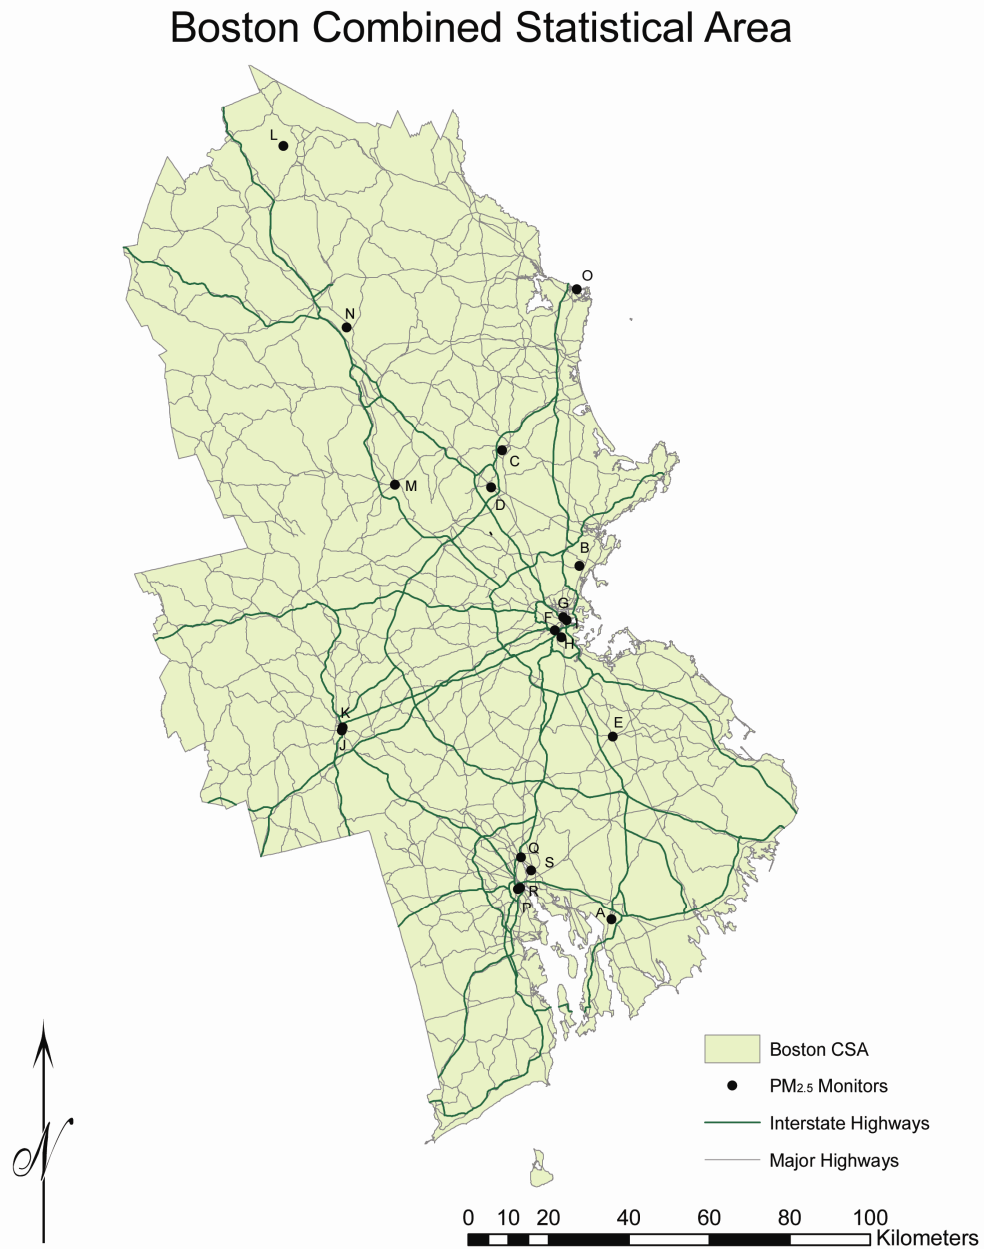 Boston Combined Statistical Area
L
O
N
C
M
D
B
G
F
I
H
E
K
J
Q
S
R
P
A
Boston CSA
PM2.5 Monitors
Interstate Highways
Major Highways
N
0 10 20 40 60 80 100
Kilometers